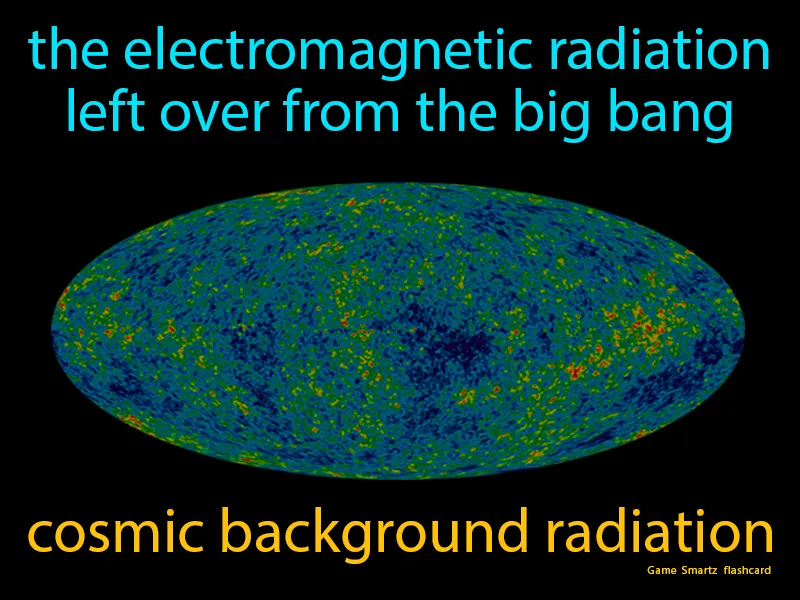 the electromagnetic radiation
left over from the big bang
cosmic background radiation
Game Smartz flashcard